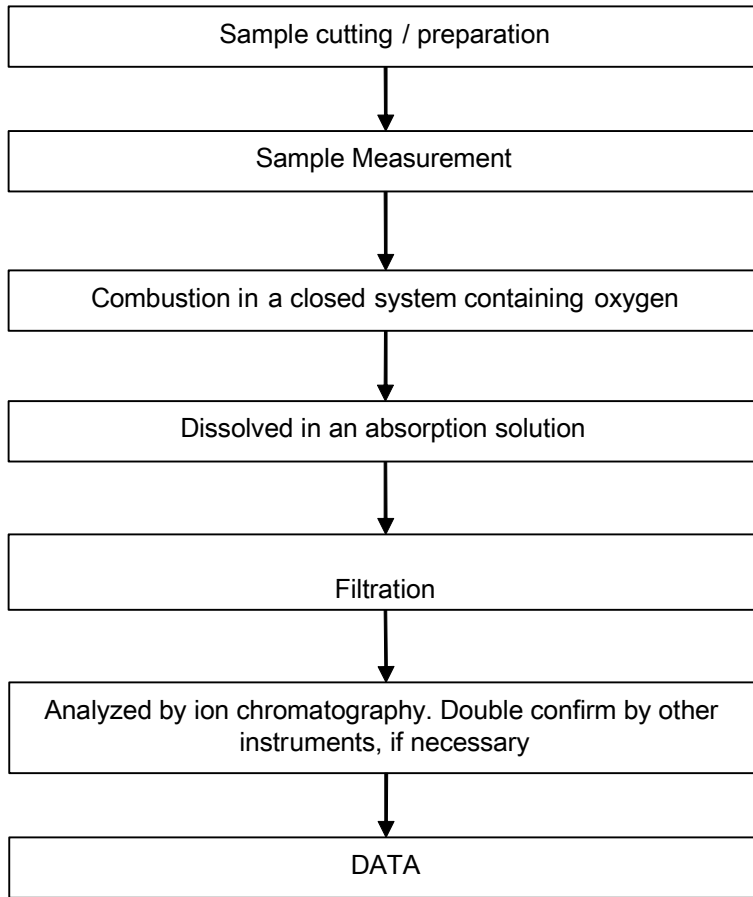 Sample cutting / preparation
Sample Measurement
Combustion in a closed system containing oxygen
Dissolved in an absorption solution
Filtration
Analyzed by ion chromatography. Double confirm by other
instruments, if necessary
DATA